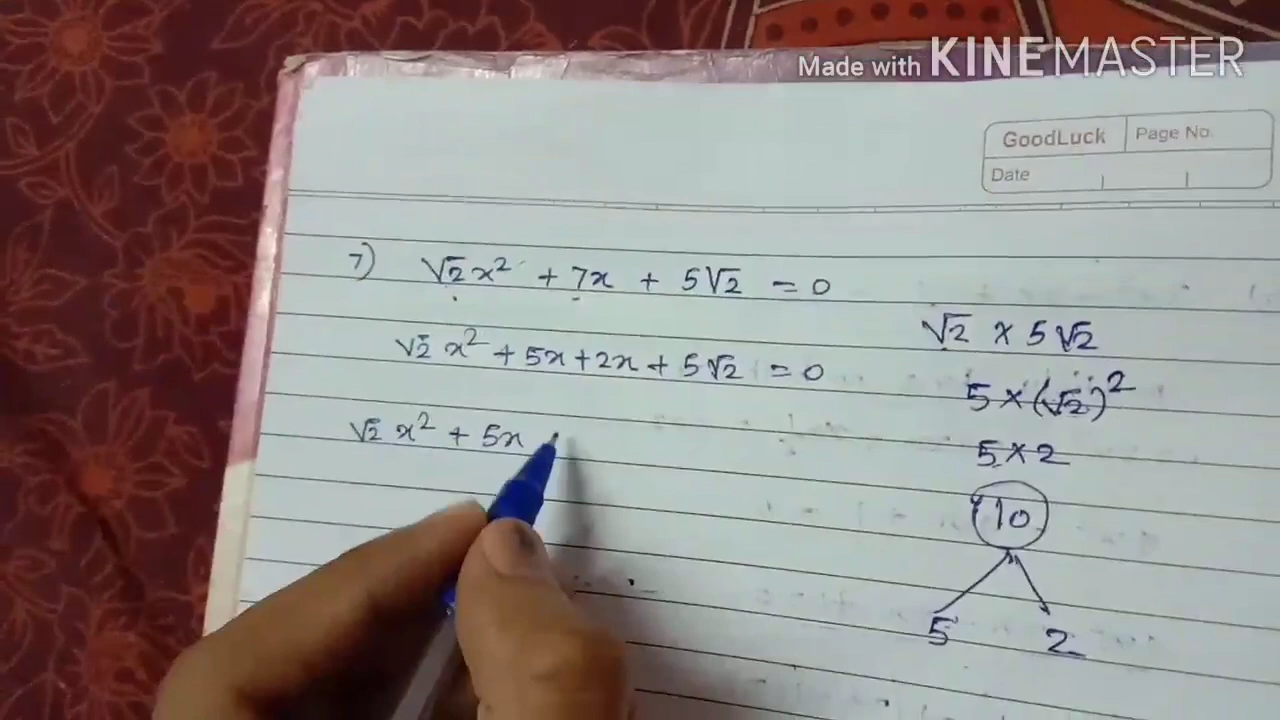 Made with KINEMASTER
GoodLuck Page No.
Date
7) √2 x² + 7x + 5√2 = 0
√2 x² + 5x + 2x + 5√2 = 0
√2 x² + 5x
√2 × 5√2
5 × (√2)²
5 × 2
10
5 2